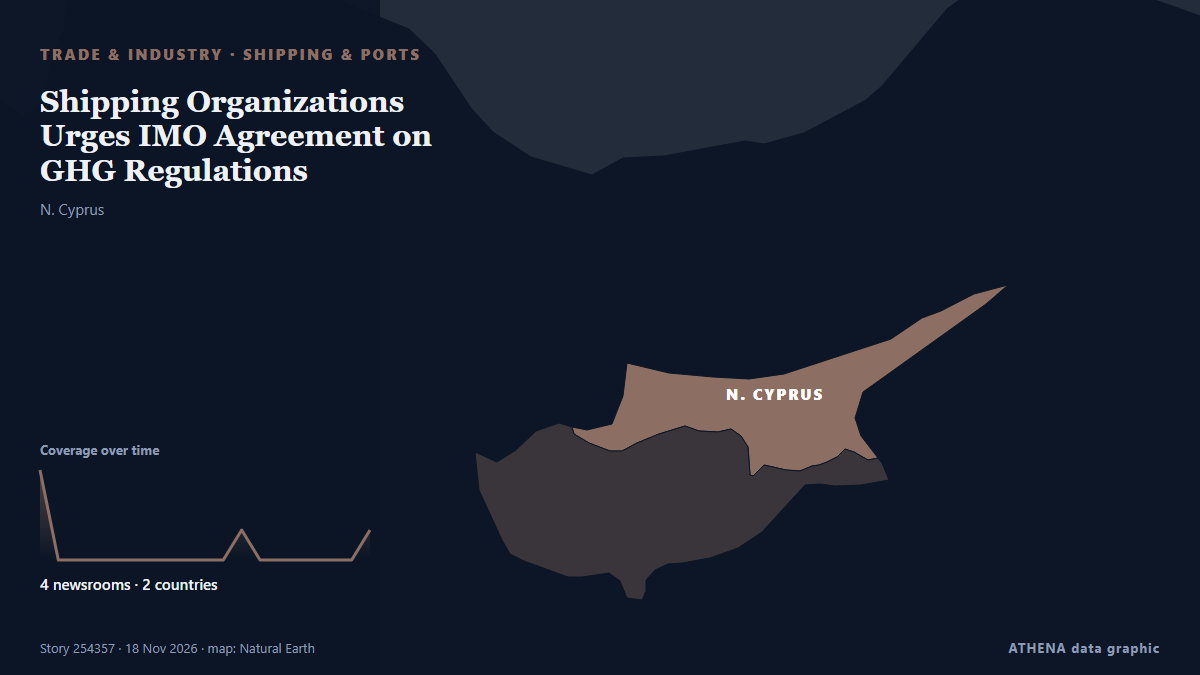 TRADE & INDUSTRY · SHIPPING & PORTS
Shipping Organizations
Urges IMO Agreement on
GHG Regulations
N. Cyprus
N. CYPRUS
Coverage over time
4 newsrooms · 2 countries
Story 254357 · 18 Nov 2026 · map: Natural Earth
ATHENA data graphic